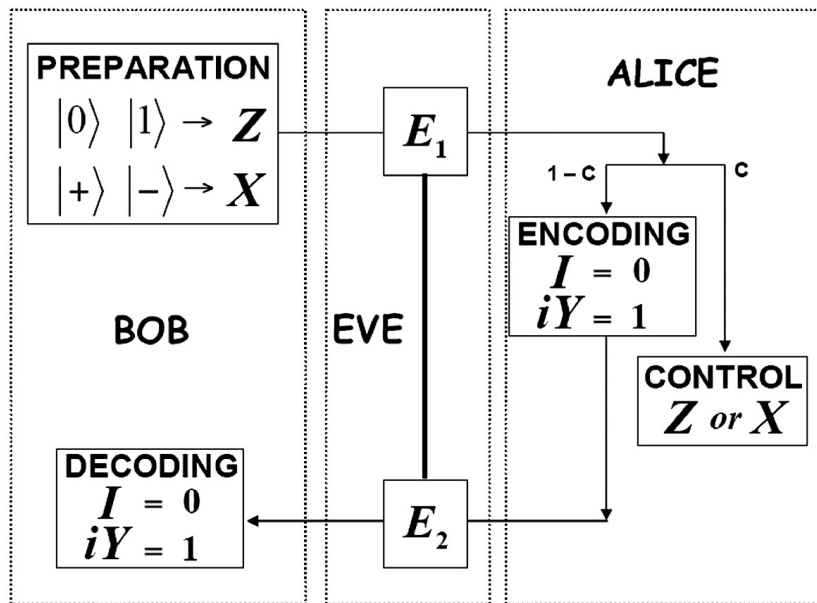 PREPARATION
|0⟩ |1⟩ → Z
|+⟩ |−⟩ → X
BOB
DECODING
I = 0
iY = 1
E₁
EVE
E₂
ALICE
1 − C
C
ENCODING
I = 0
iY = 1
CONTROL
Z or X